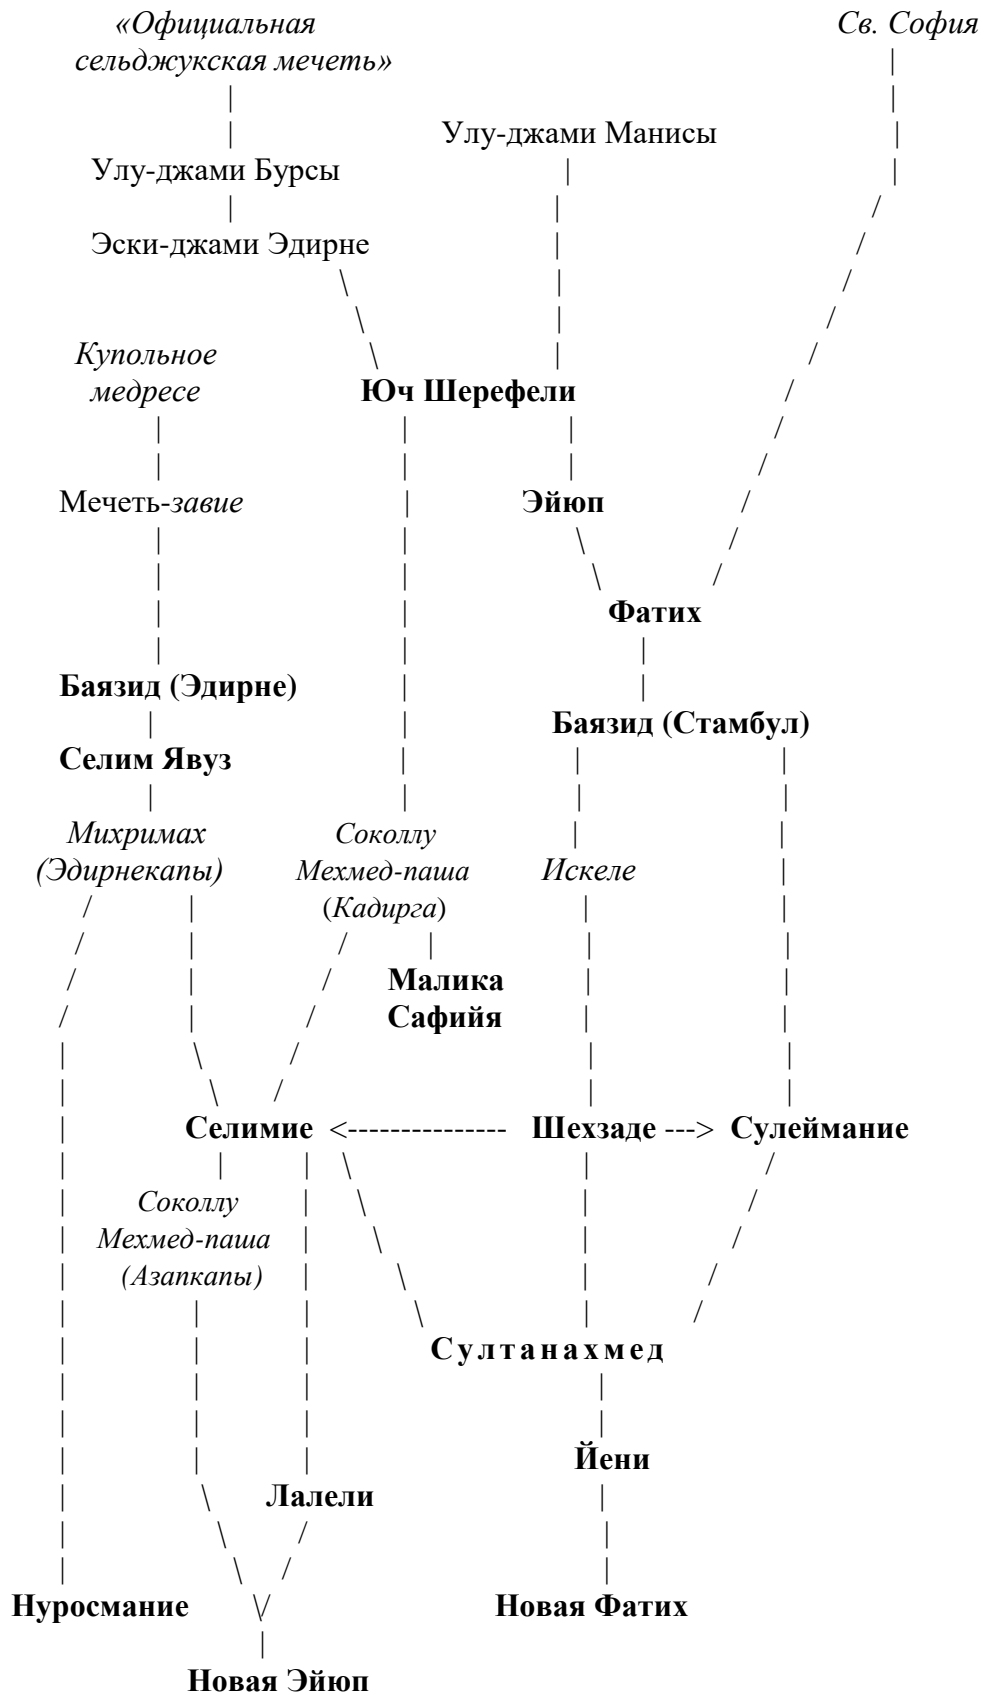 «Официальная
сельджукская мечеть»
Св. София
Улу-джами Манисы
Улу-джами Бурсы
Эски-джами Эдирне
Купольное
медресе
Юч Шерефели
Мечеть-завие
Эйюп
Фатих
Баязид (Эдирне)
Баязид (Стамбул)
Селим Явуз
Михримах
(Эдирнекапы)
Соколлу
Мехмед-паша
(Кадирга)
Искеле
Малика
Сафийя
Селимие <--------------- Шехзаде ---> Сулеймание
Соколлу
Мехмед-паша
(Азапкапы)
Султанахмед
Йени
Лалели
Нуросмание
Новая Фатих
Новая Эйюп